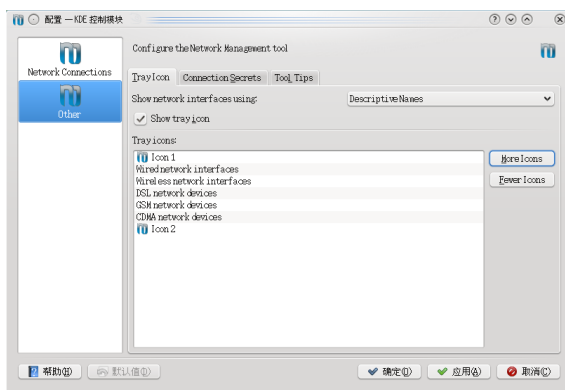 配置 — KDE 控制模块
Configure the Network Management tool
Network Connections
Other
Tray Icon Connection Secrets Tool Tips
Show network interfaces using: Descriptive Names
Show tray icon
Tray icons:
Icon 1
Wired network interfaces
Wireless network interfaces
DSL network devices
GSM network devices
CDMA network devices
Icon 2
More Icons
Fewer Icons
帮助(H) 默认值(D) 确定(O) 应用(A) 取消(C)